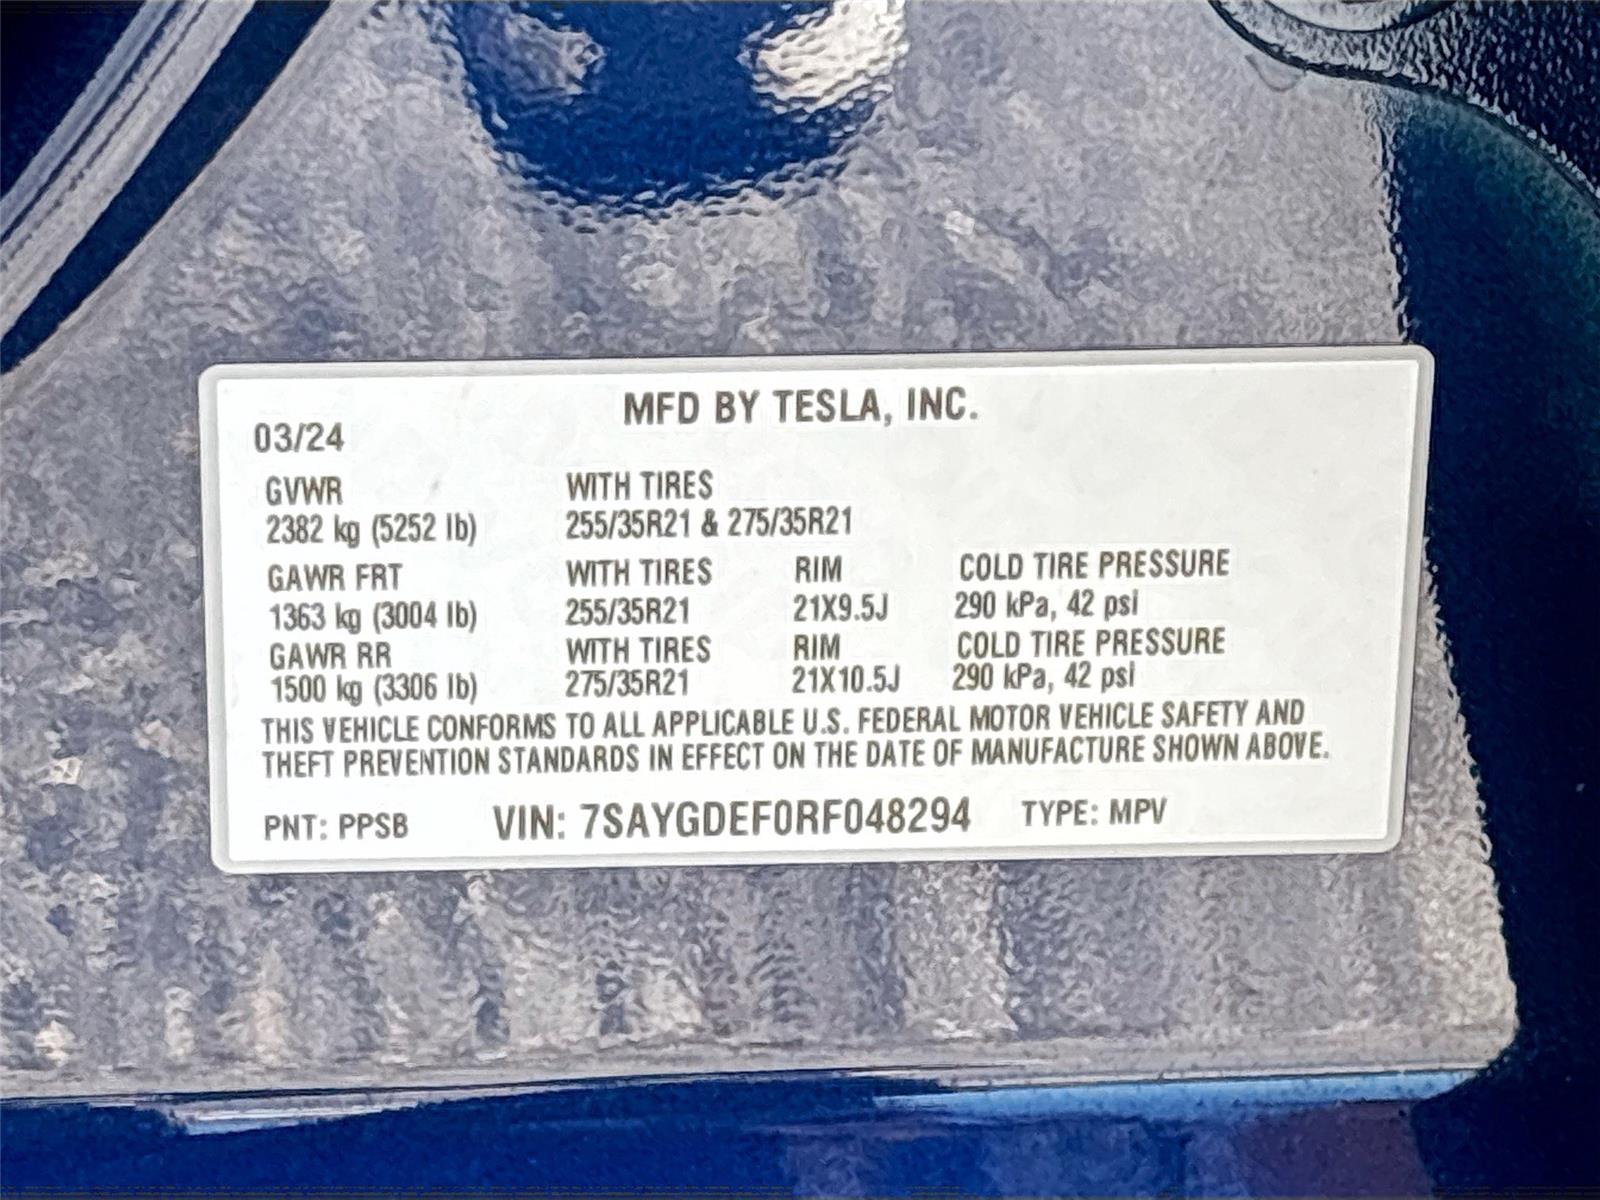 MFD BY TESLA, INC.
03/24
GVWR WITH TIRES
2382 kg (5252 lb) 255/35R21 & 275/35R21
GAWR FRT WITH TIRES RIM COLD TIRE PRESSURE
1363 kg (3004 lb) 255/35R21 21X9.5J 290 kPa, 42 psi
GAWR RR WITH TIRES RIM COLD TIRE PRESSURE
1500 kg (3306 lb) 275/35R21 21X10.5J 290 kPa, 42 psi
THIS VEHICLE CONFORMS TO ALL APPLICABLE U.S. FEDERAL MOTOR VEHICLE SAFETY AND
THEFT PREVENTION STANDARDS IN EFFECT ON THE DATE OF MANUFACTURE SHOWN ABOVE.
PNT: PPSB VIN: 7SAYGDEF0RF048294 TYPE: MPV